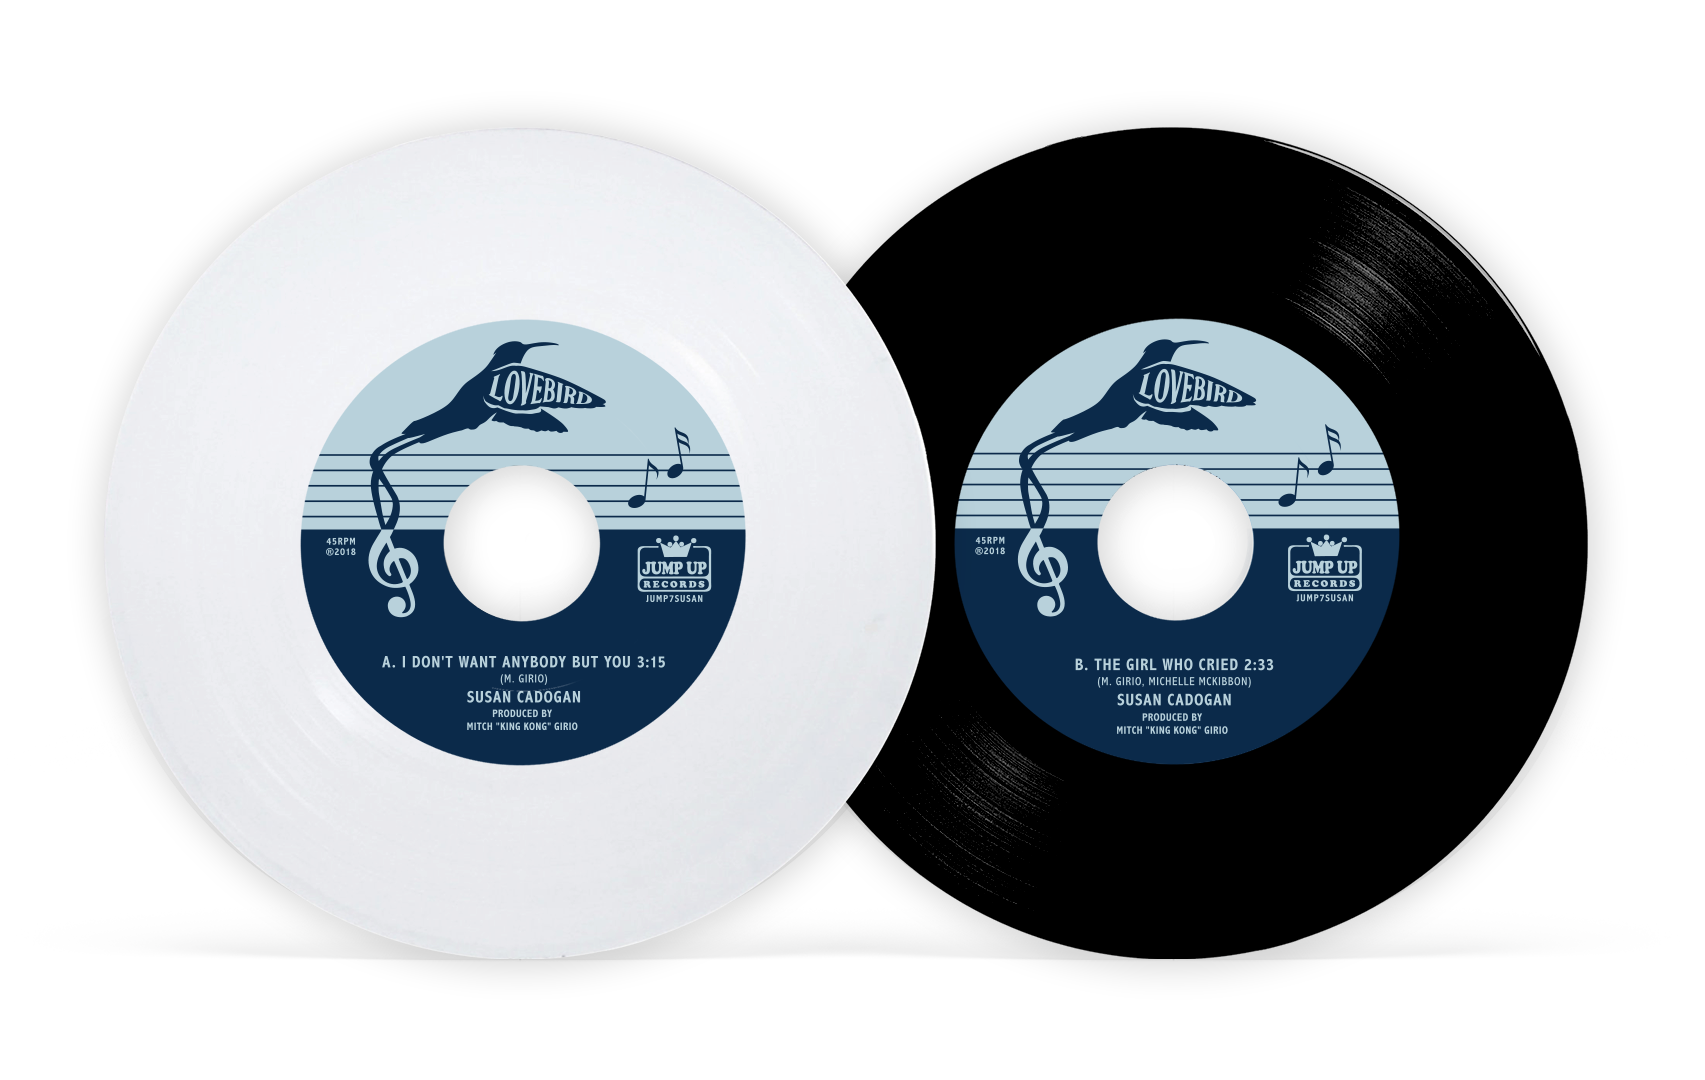 LOVEBIRD
45RPM
®2018
JUMP UP
RECORDS
JUMP7SUSAN
A. I DON'T WANT ANYBODY BUT YOU 3:15
(M. GIRIO)
SUSAN CADOGAN
PRODUCED BY
MITCH "KING KONG" GIRIO
LOVEBIRD
45RPM
®2018
JUMP UP
RECORDS
JUMP7SUSAN
B. THE GIRL WHO CRIED 2:33
(M. GIRIO, MICHELLE MCKIBBON)
SUSAN CADOGAN
PRODUCED BY
MITCH "KING KONG" GIRIO